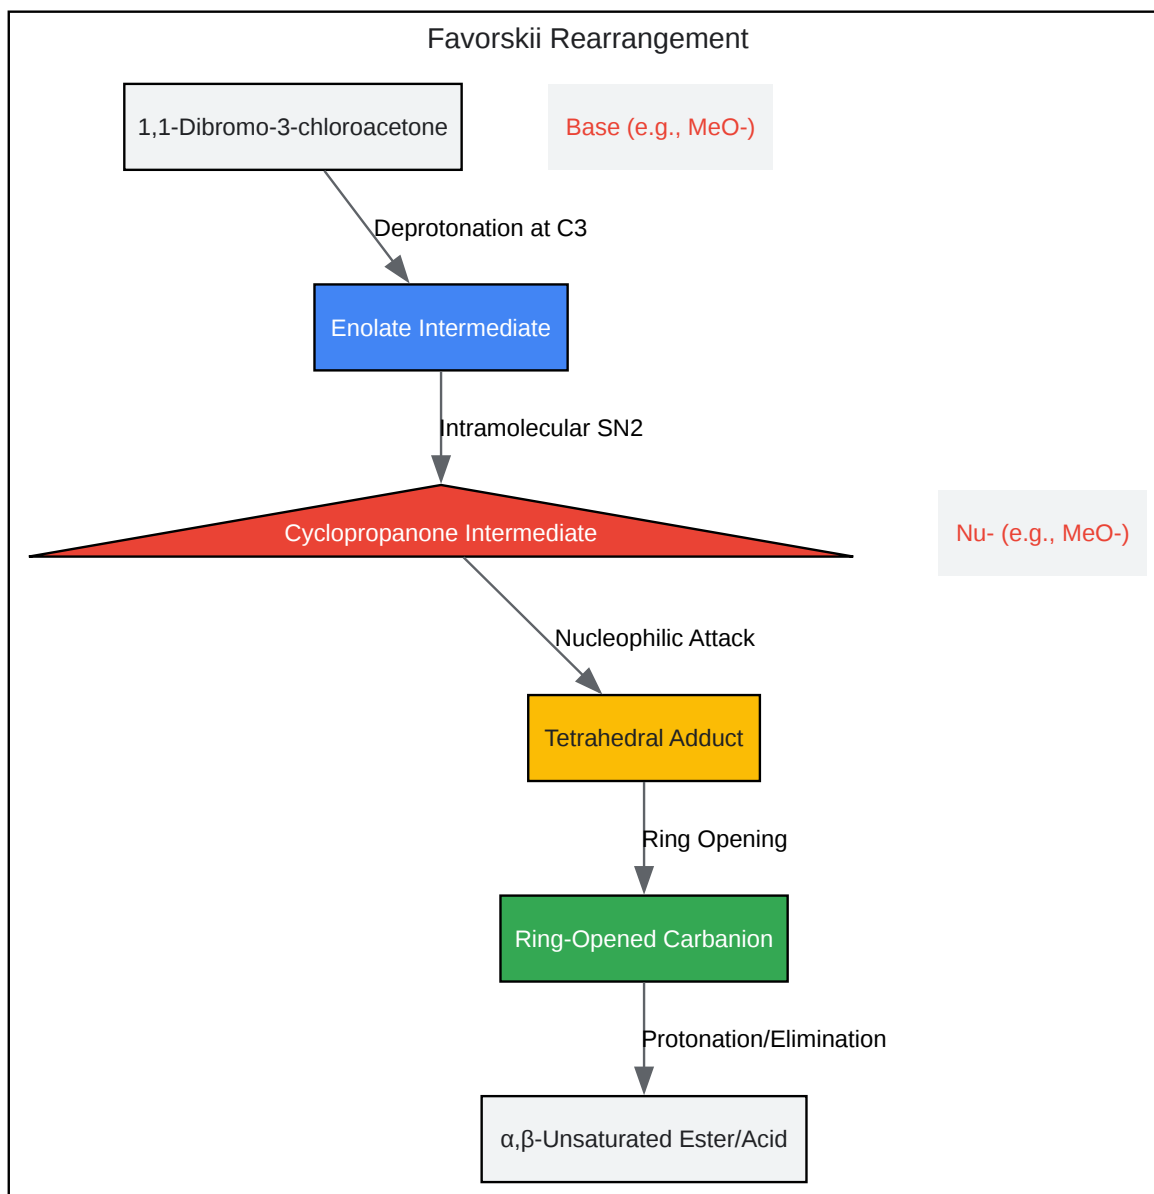 Favorskii Rearrangement
1,1-Dibromo-3-chloroacetone
Base (e.g., MeO-)
Deprotonation at C3
Enolate Intermediate
Intramolecular SN2
Cyclopropanone Intermediate
Nu- (e.g., MeO-)
Nucleophilic Attack
Tetrahedral Adduct
Ring Opening
Ring-Opened Carbanion
Protonation/Elimination
α,β-Unsaturated Ester/Acid